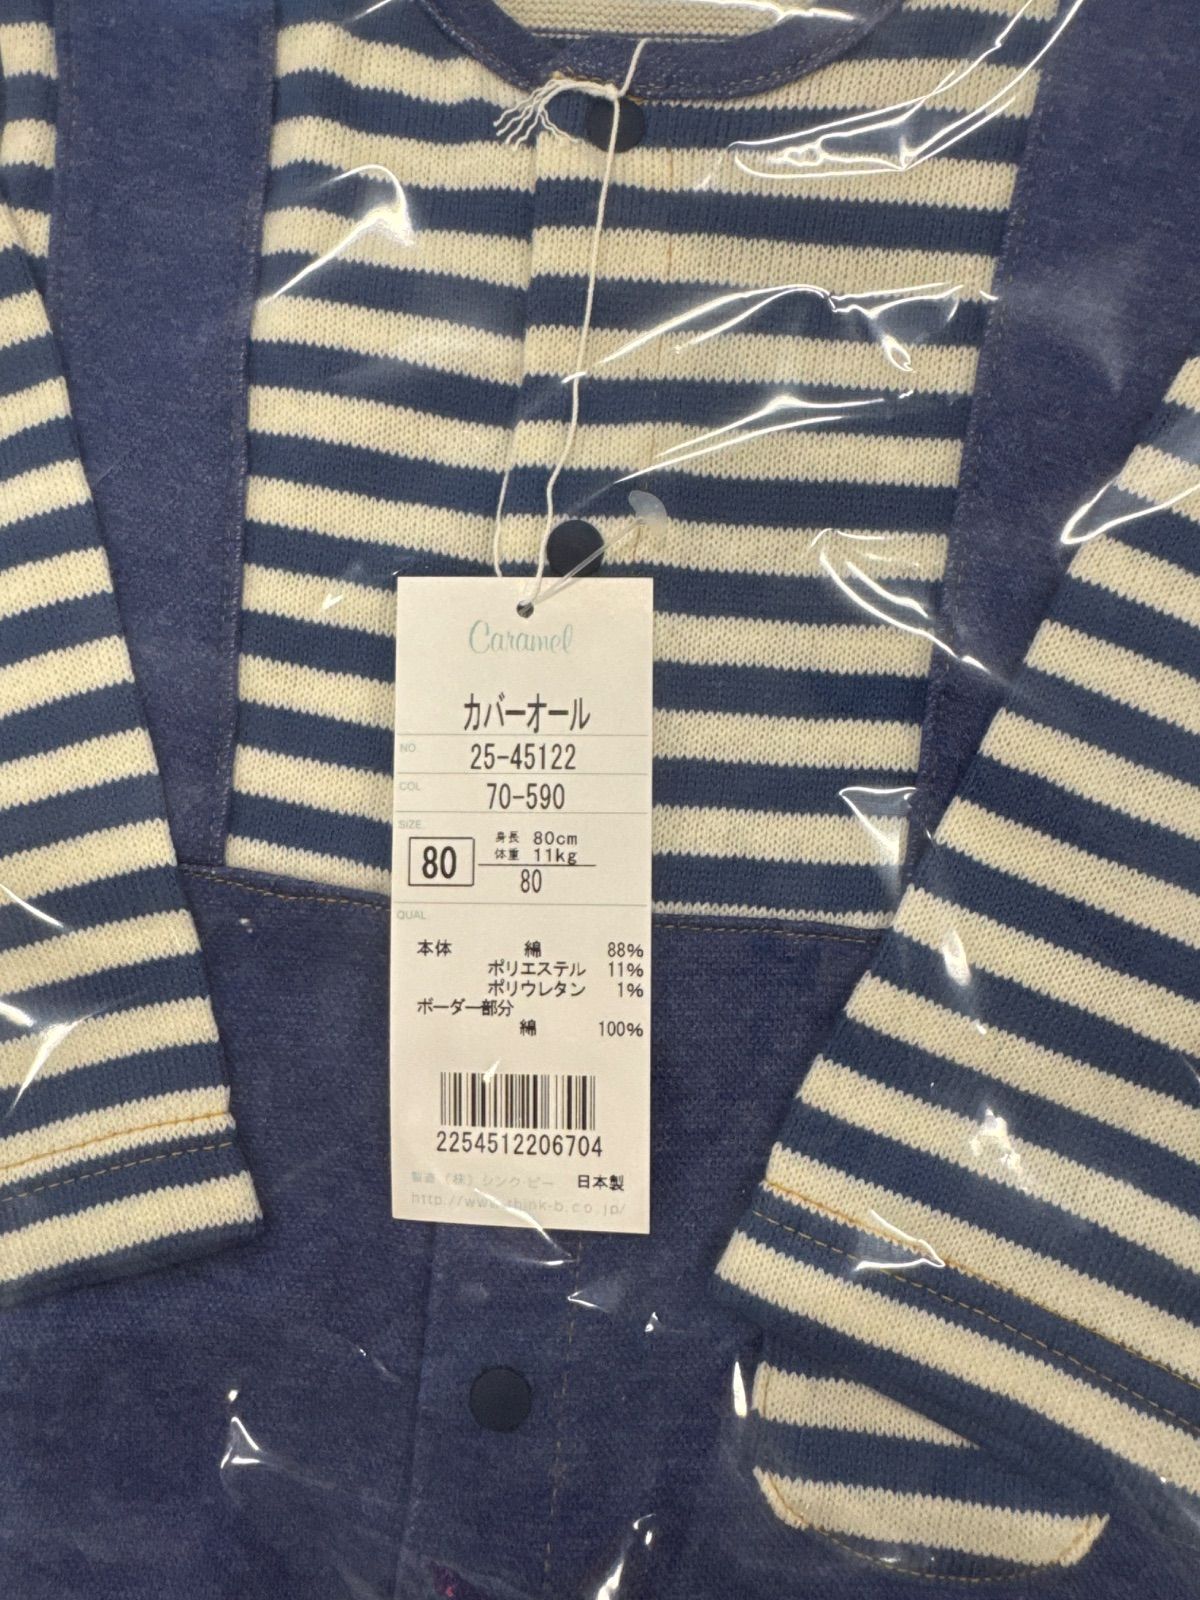 Caramel
カバーオール
NO. 25-45122
COL 70-590
SIZE
80 身長 80cm
体重 11kg
80
QUAL
本体 綿 88%
ポリエステル 11%
ポリウレタン 1%
ボーダー部分
綿 100%
2254512206704
製造 (株) シンク・ビー 日本製
http://www.think-b.co.jp/